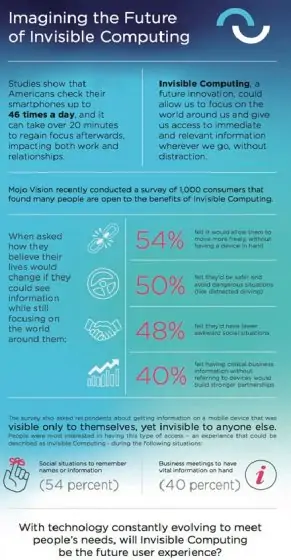 Imagining the Future
of Invisible Computing
Studies show that
Americans check their
smartphones up to
46 times a day, and it
can take over 20 minutes
to regain focus afterwards,
impacting both work and
relationships.
Invisible Computing, a
future innovation, could
allow us to focus on the
world around us and give
us access to immediate
and relevant information
wherever we go, without
distraction.
Mojo Vision recently conducted a survey of 1,000 consumers that
found many people are open to the benefits of Invisible Computing.
When asked
how they
believe their
lives would
change if they
could see
information
while still
focusing on
the world
around them:
54%
felt it would allow them to
move more freely, without
having a device in hand
50%
felt they'd be safer and
avoid dangerous situations
(like distracted driving)
48%
felt they'd have fewer
awkward social situations
40%
felt having critical business
information without
referring to devices would
build stronger partnerships
The survey also asked respondents about getting information on a mobile device that was
visible only to themselves, yet invisible to anyone else.
People were most interested in having this type of access - an experience that could be
described as Invisible Computing - during the following situations:
Social situations to remember
names or information
(54 percent)
Business meetings to have
vital information on hand
(40 percent)
i
With technology constantly evolving to meet
people's needs, will Invisible Computing
be the future user experience?